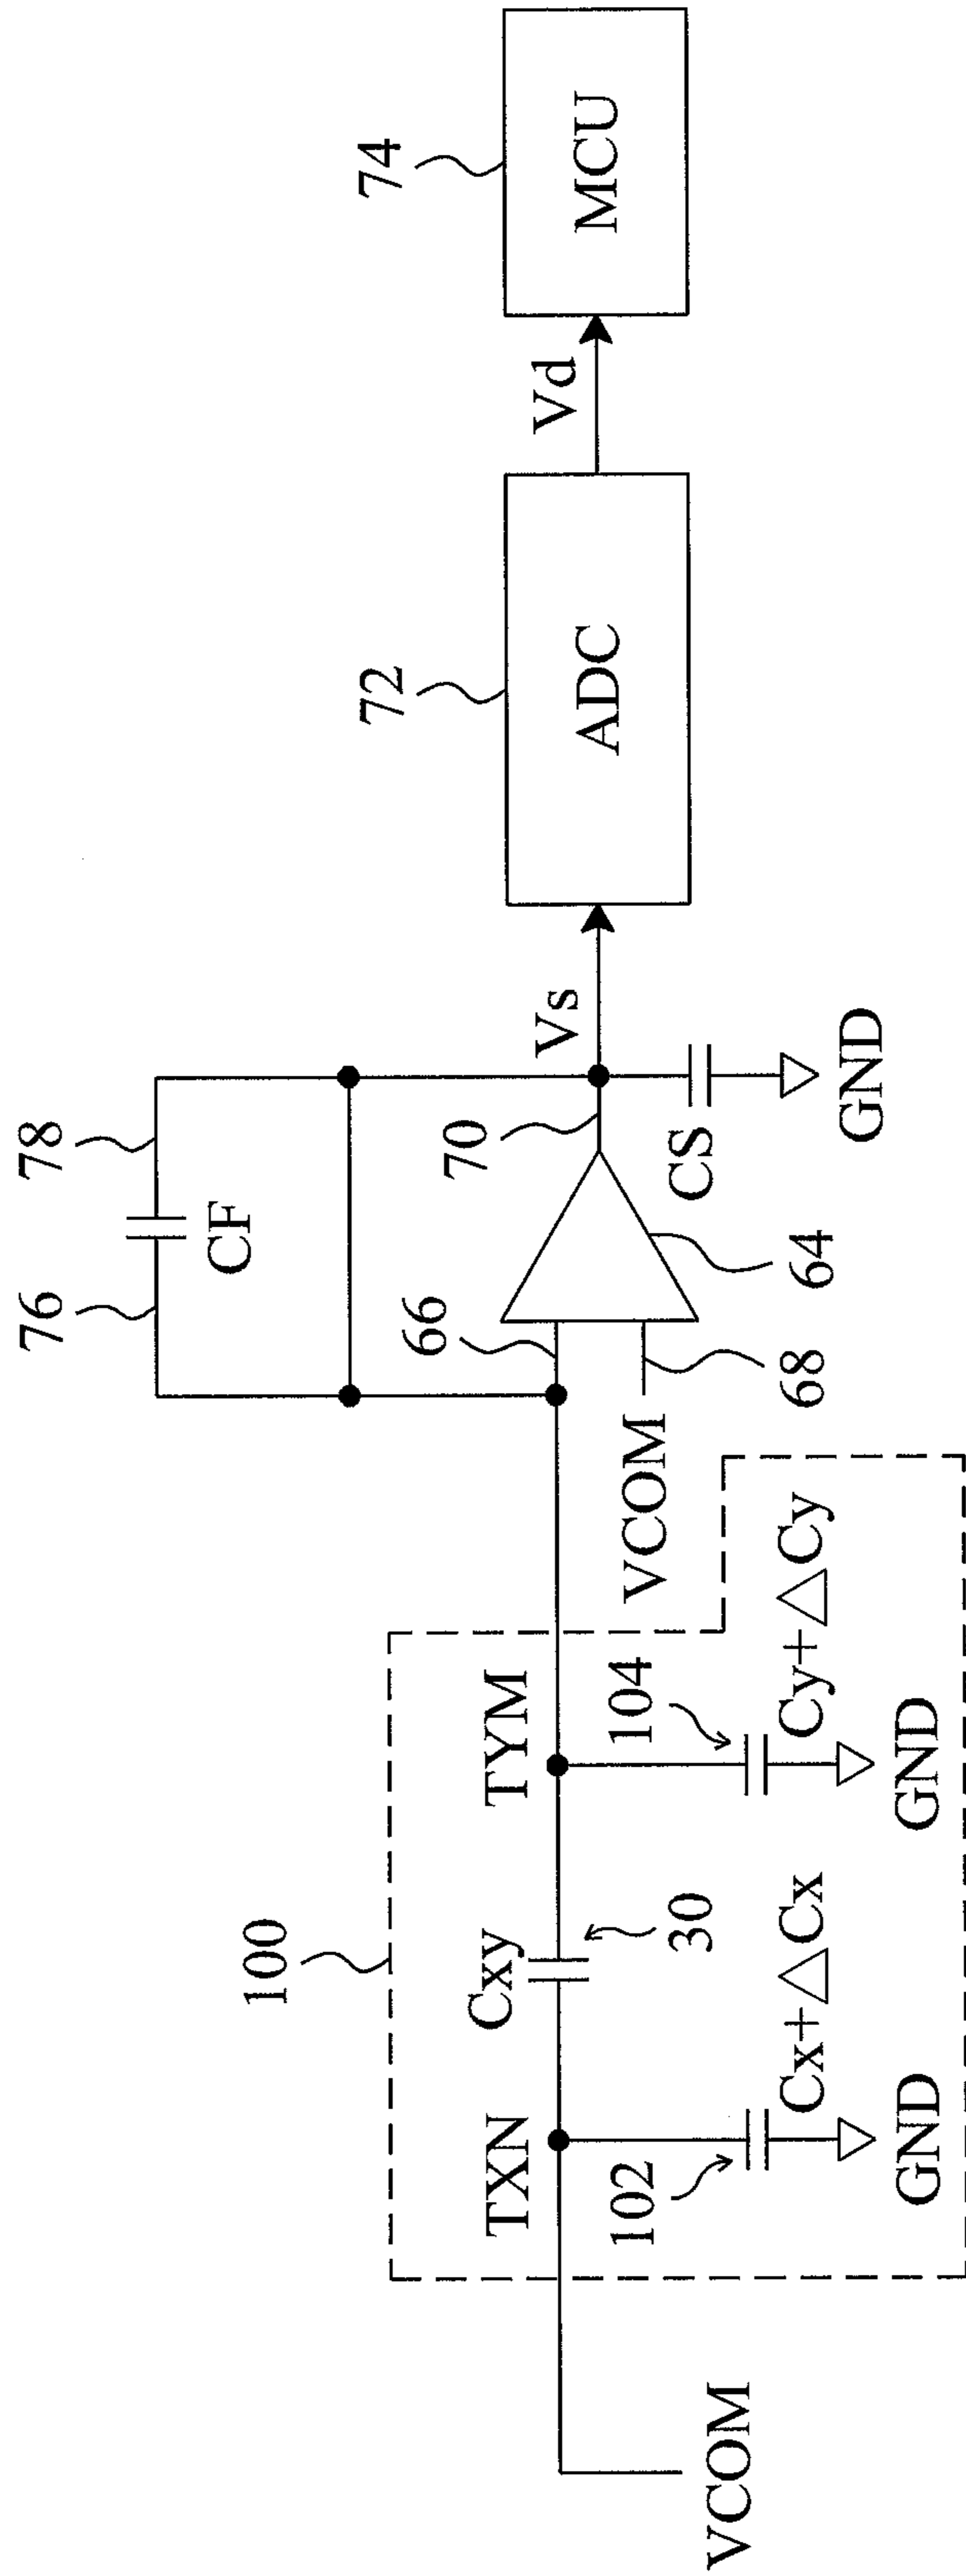 76
78
CF
74
72
66
70
Vs
Vd
ADC
MCU
100
Cxy
TXN
TYM
30
102
104
VCOM
68
64
CS
GND
VCOM
Cx+△Cx
Cy+△Cy
GND
GND